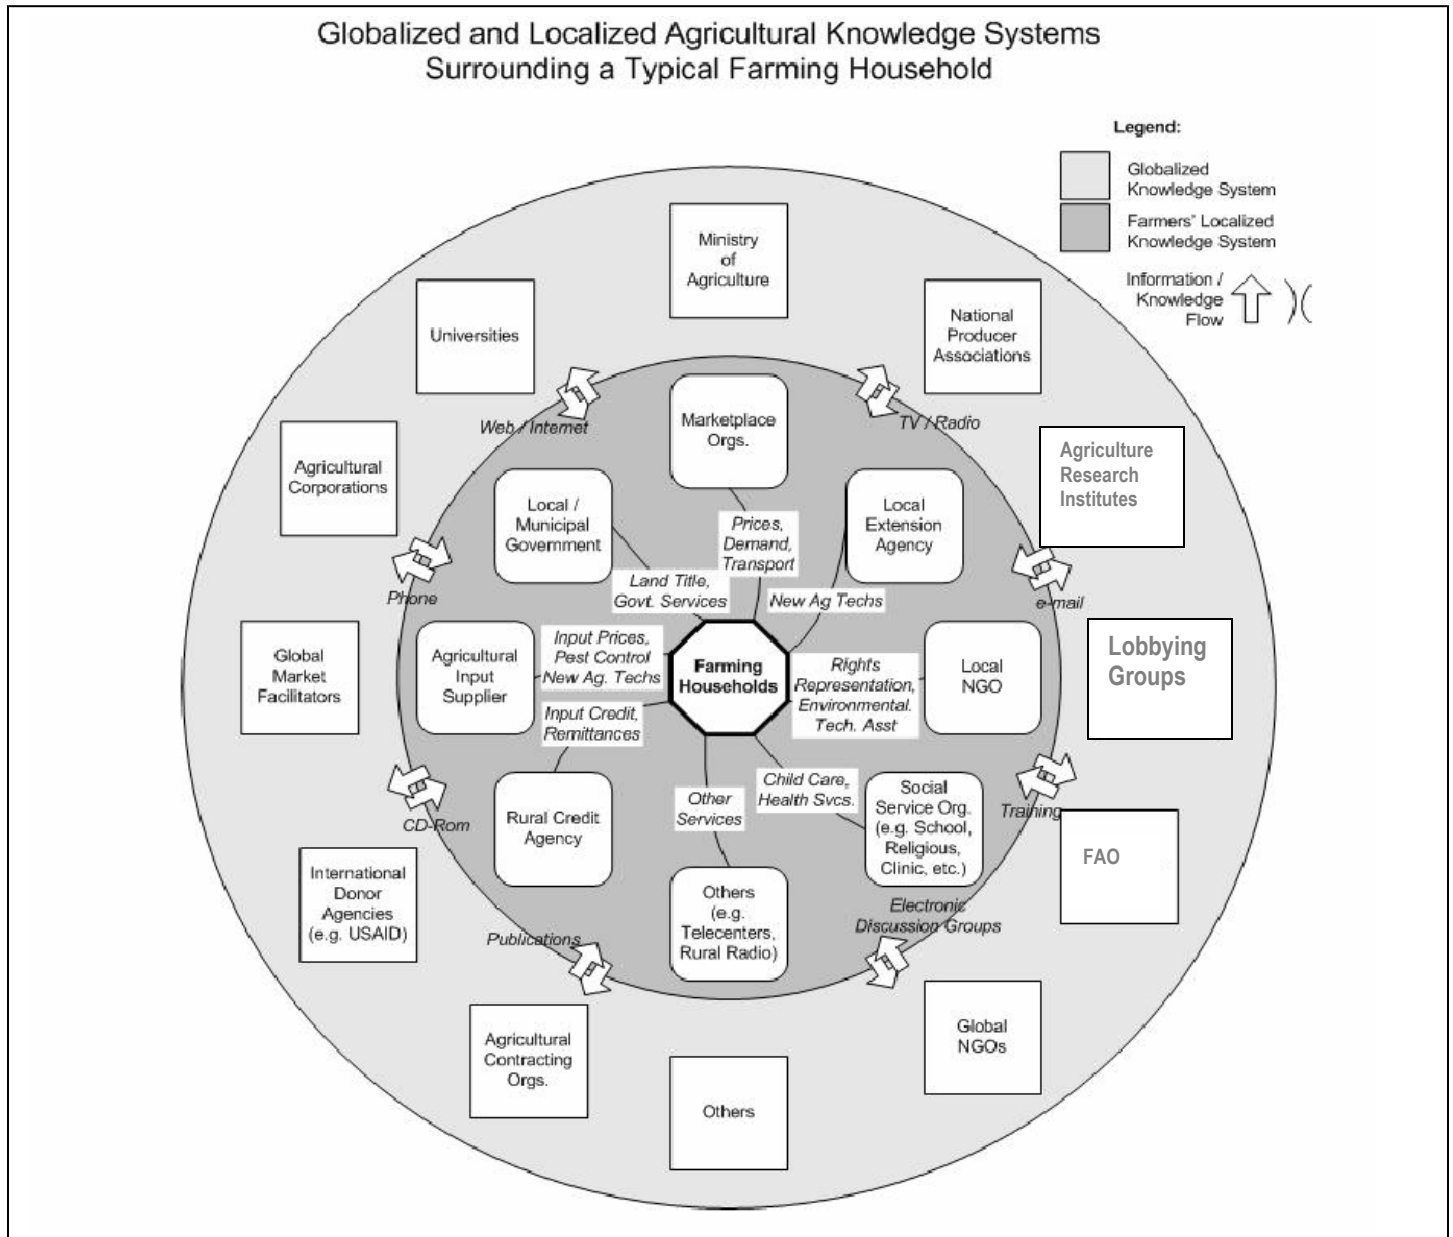 Globalized and Localized Agricultural Knowledge Systems
Surrounding a Typical Farming Household
Legend:
Globalized
Knowledge System
Farmers' Localized
Knowledge System
Information /
Knowledge
Flow
Ministry
of
Agriculture
Universities
National
Producer
Associations
Web / Internet
TV / Radio
Marketplace
Orgs.
Agricultural
Corporations
Agriculture
Research
Institutes
Local /
Municipal
Government
Local
Extension
Agency
Prices,
Demand,
Transport
Land Title,
Govt. Services
New Ag Techs
Phone
e-mail
Global
Market
Facilitators
Agricultural
Input
Supplier
Input Prices,
Pest Control
New Ag. Techs
Farming
Households
Rights
Representation,
Environmental.
Tech. Asst
Local
NGO
Lobbying
Groups
Input Credit,
Remittances
Child Care,
Health Svcs.
Other
Services
CD-Rom
Rural Credit
Agency
Social
Service Org.
(e.g. School,
Religious,
Clinic, etc.)
Training
FAO
International
Donor
Agencies
(e.g. USAID)
Others
(e.g.
Telecenters,
Rural Radio)
Publications
Electronic
Discussion Groups
Agricultural
Contracting
Orgs.
Others
Global
NGOs